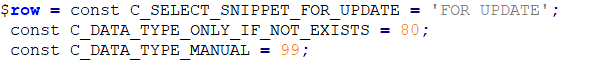 $row = const C_SELECT_SNIPPET_FOR_UPDATE = 'FOR UPDATE';
const C_DATA_TYPE_ONLY_IF_NOT_EXISTS = 80;
const C_DATA_TYPE_MANUAL = 99;